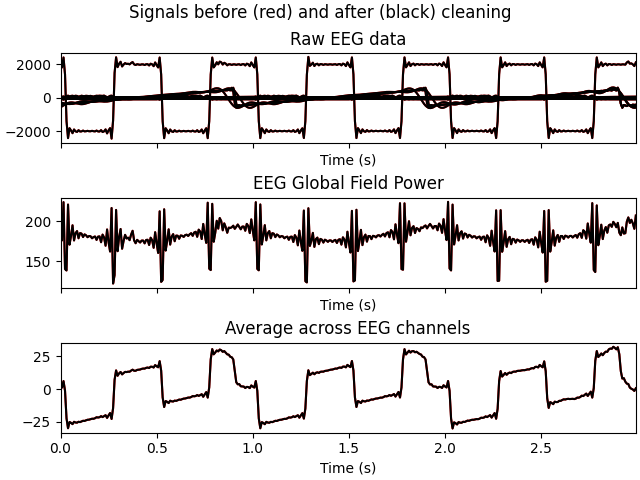 Signals before (red) and after (black) cleaning
Raw EEG data
2000
0
−2000
Time (s)
EEG Global Field Power
200
150
Time (s)
Average across EEG channels
25
0
−25
0.0 0.5 1.0 1.5 2.0 2.5
Time (s)